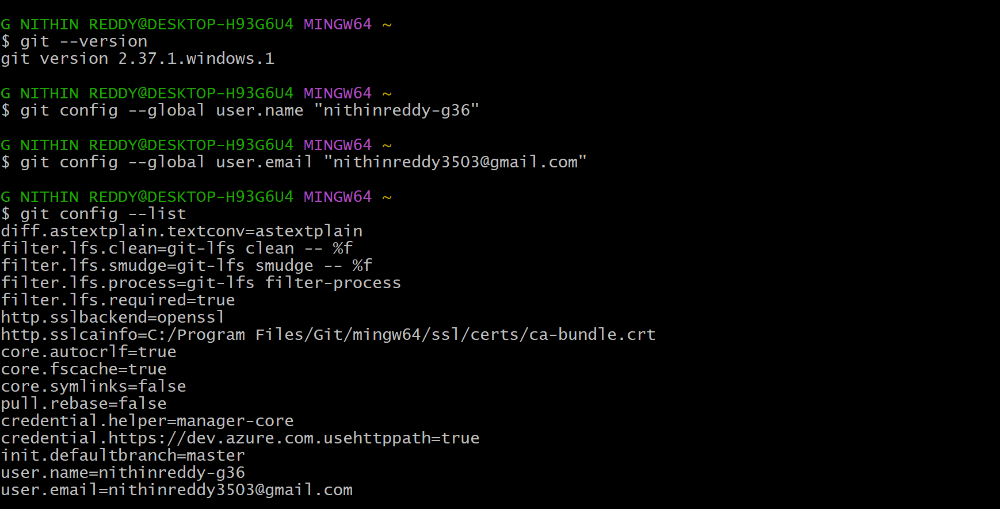 G NITHIN REDDY@DESKTOP-H93G6U4 MINGW64 ~
$ git --version
git version 2.37.1.windows.1
G NITHIN REDDY@DESKTOP-H93G6U4 MINGW64 ~
$ git config --global user.name "nithinreddy-g36"
G NITHIN REDDY@DESKTOP-H93G6U4 MINGW64 ~
$ git config --global user.email "nithinreddy3503@gmail.com"
G NITHIN REDDY@DESKTOP-H93G6U4 MINGW64 ~
$ git config --list
diff.astextplain.textconv=astextplain
filter.lfs.clean=git-lfs clean -- %f
filter.lfs.smudge=git-lfs smudge -- %f
filter.lfs.process=git-lfs filter-process
filter.lfs.required=true
http.sslbackend=openssl
http.sslcainfo=C:/Program Files/Git/mingw64/ssl/certs/ca-bundle.crt
core.autocrlf=true
core.fscache=true
core.symlinks=false
pull.rebase=false
credential.helper=manager-core
credential.https://dev.azure.com.usehttppath=true
init.defaultbranch=master
user.name=nithinreddy-g36
user.email=nithinreddy3503@gmail.com